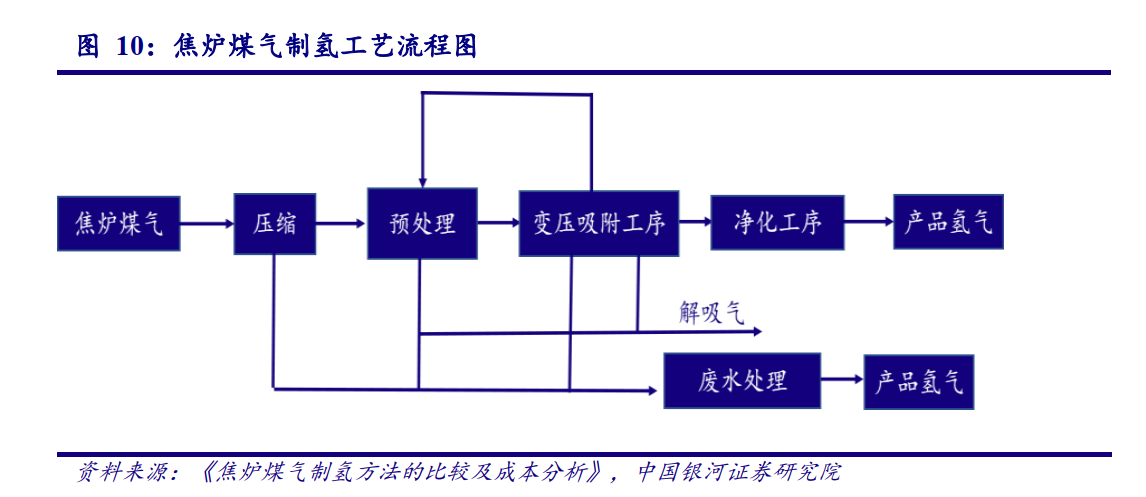 图 10：焦炉煤气制氢工艺流程图
焦炉煤气
压缩
预处理
变压吸附工序
净化工序
产品氢气
解吸气
废水处理
产品氢气
资料来源：《焦炉煤气制氢方法的比较及成本分析》，中国银河证券研究院